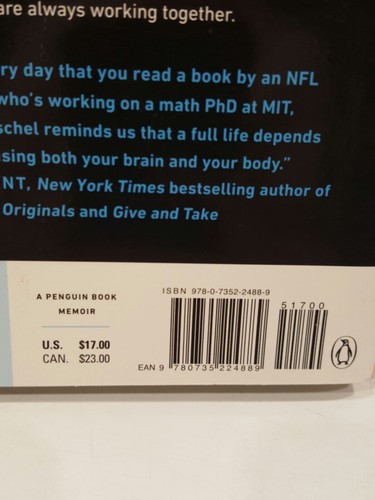 are always working together.
ry day that you read a book by an NFL
who's working on a math PhD at MIT,
schel reminds us that a full life depends
sing both your brain and your body."
NT, New York Times bestselling author of
Originals and Give and Take
ISBN 978-0-7352-2488-9
51700
A PENGUIN BOOK
MEMOIR
U.S. $17.00
CAN. $23.00
EAN 9 780735 224889